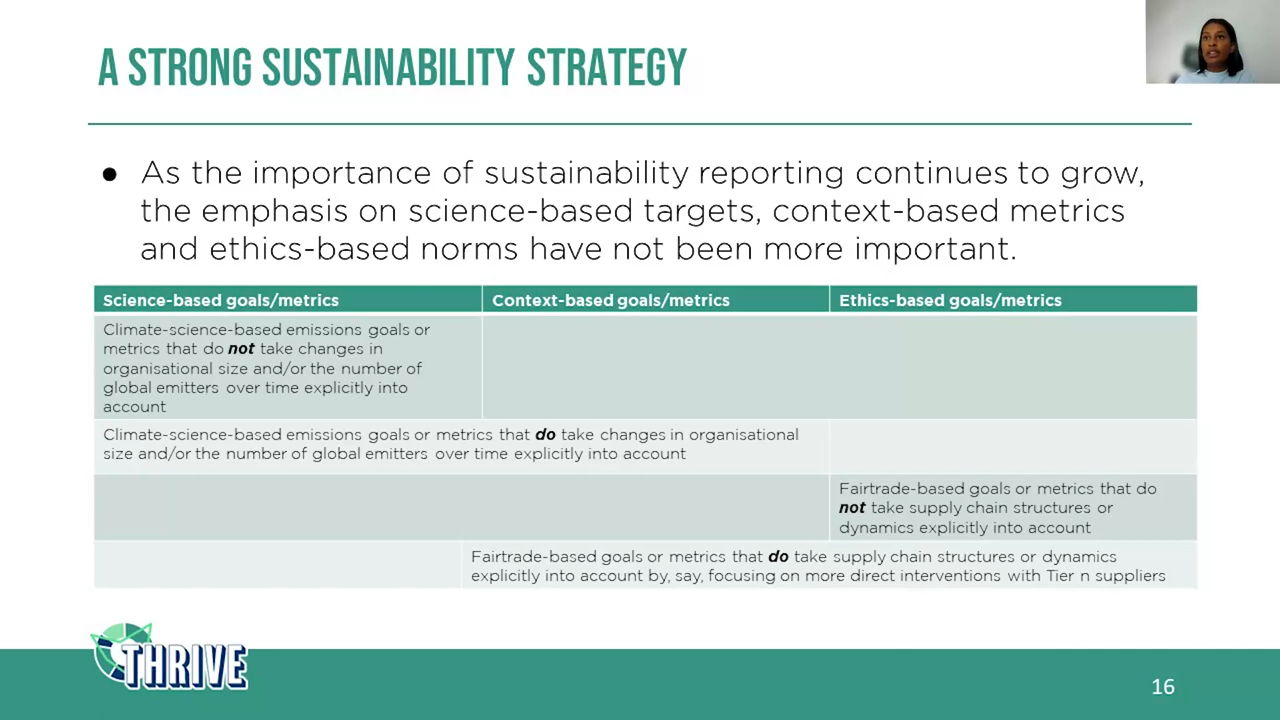 A STRONG SUSTAINABILITY STRATEGY
● As the importance of sustainability reporting continues to grow,
the emphasis on science-based targets, context-based metrics
and ethics-based norms have not been more important.
Science-based goals/metrics
Context-based goals/metrics
Ethics-based goals/metrics
Climate-science-based emissions goals or
metrics that do not take changes in
organisational size and/or the number of
global emitters over time explicitly into
account
Climate-science-based emissions goals or metrics that do take changes in organisational
size and/or the number of global emitters over time explicitly into account
Fairtrade-based goals or metrics that do
not take supply chain structures or
dynamics explicitly into account
Fairtrade-based goals or metrics that do take supply chain structures or dynamics
explicitly into account by, say, focusing on more direct interventions with Tier n suppliers
THRIVE
16